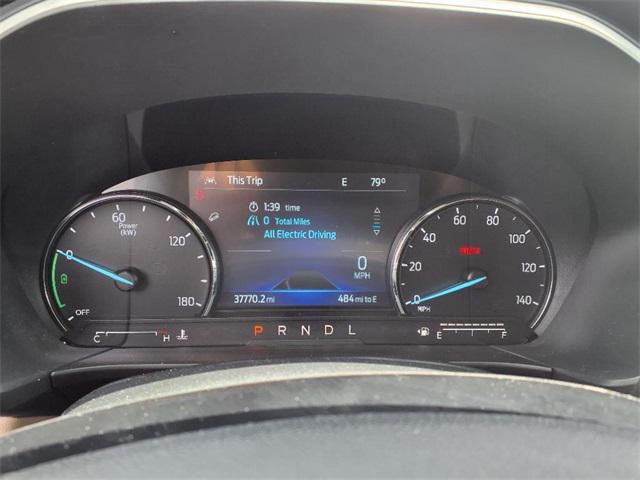 This Trip E 79°
1:39 time
0 Total Miles
All Electric Driving
0
MPH
37770.2 mi 484 mi to E
0 60 120 180
Power
(kW)
OFF
20 40 60 80 100 120 140
MPH
C H
P R N D L
E F